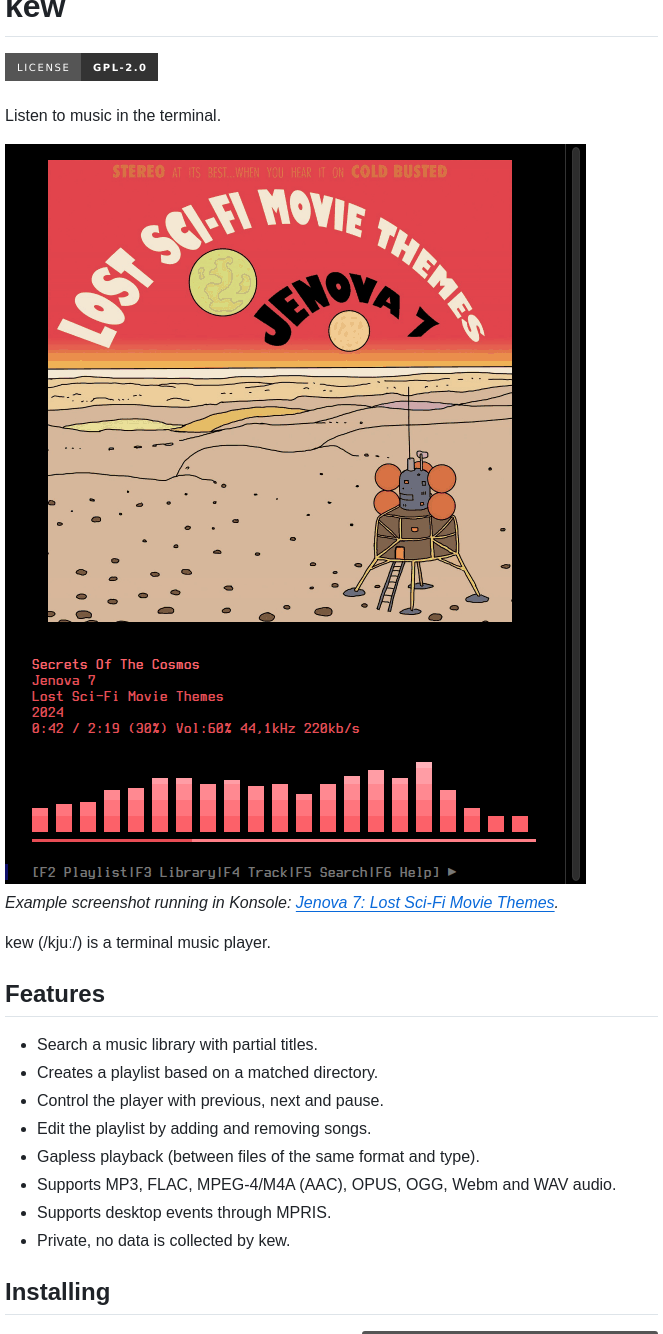 kew
LICENSE GPL-2.0
Listen to music in the terminal.
STEREO AT ITS BEST...WHEN YOU HEAR IT ON COLD BUSTED
LOST SCI-FI MOVIE THEMES
JENOVA 7
Secrets Of The Cosmos
Jenova 7
Lost Sci-Fi Movie Themes
2024
0:42 / 2:19 (30%) Vol:60% 44,1kHz 220kb/s
[F2 Playlist|F3 Library|F4 Track|F5 Search|F6 Help] ▶
Example screenshot running in Konsole: Jenova 7: Lost Sci-Fi Movie Themes.
kew (/kjuː/) is a terminal music player.
Features
• Search a music library with partial titles.
• Creates a playlist based on a matched directory.
• Control the player with previous, next and pause.
• Edit the playlist by adding and removing songs.
• Gapless playback (between files of the same format and type).
• Supports MP3, FLAC, MPEG-4/M4A (AAC), OPUS, OGG, Webm and WAV audio.
• Supports desktop events through MPRIS.
• Private, no data is collected by kew.
Installing